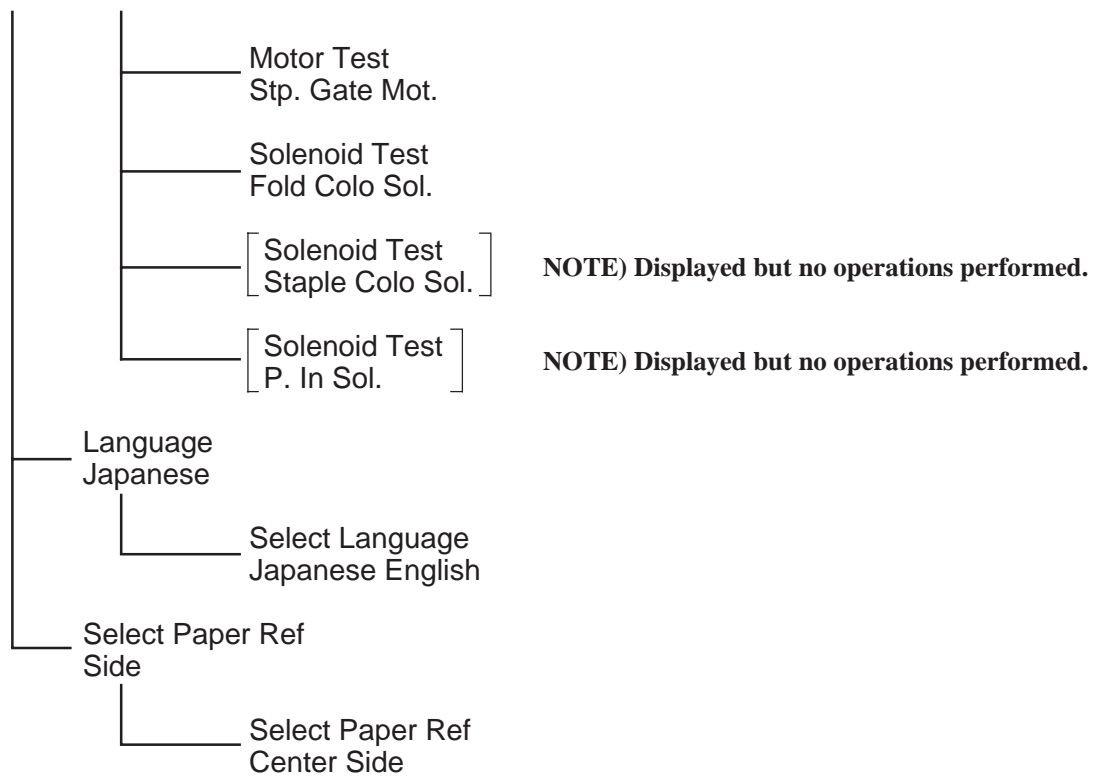 Motor Test
Stp. Gate Mot.
Solenoid Test
Fold Colo Sol.
Solenoid Test
Staple Colo Sol.
NOTE) Displayed but no operations performed.
Solenoid Test
P. In Sol.
NOTE) Displayed but no operations performed.
Language
Japanese
Select Language
Japanese English
Select Paper Ref
Side
Select Paper Ref
Center Side